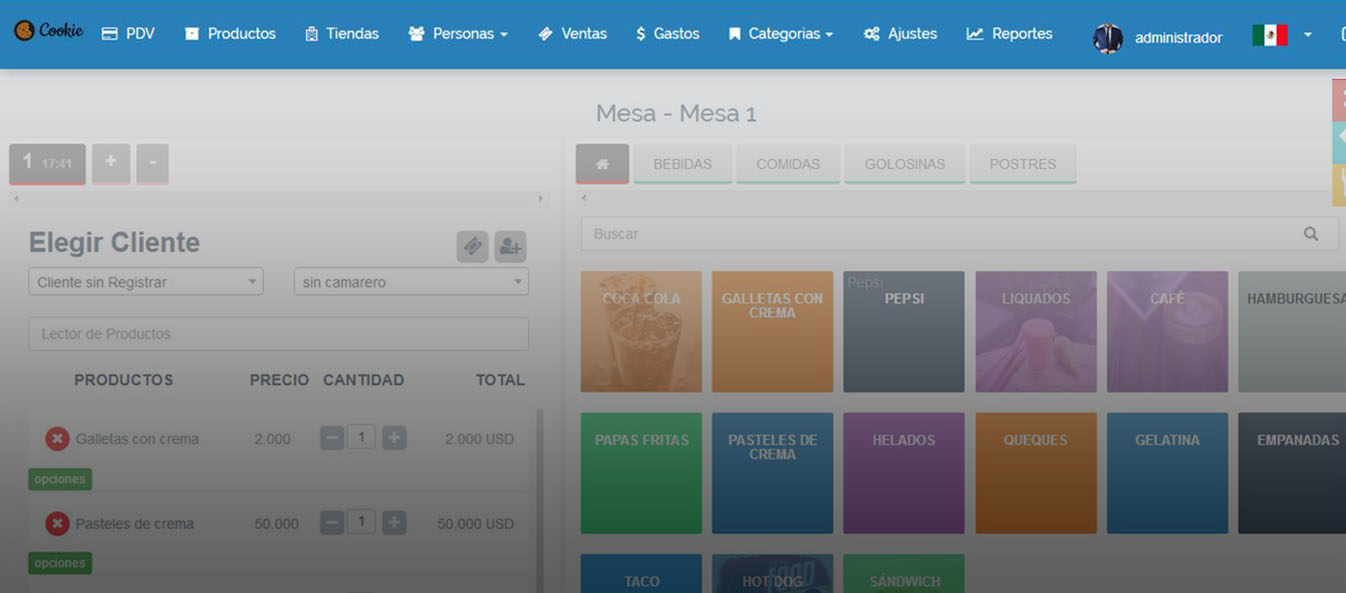 Cookie PDV Productos Tiendas Personas Ventas $ Gastos Categorias Ajustes Reportes administrador
Mesa - Mesa 1
1 17:41 + -
BEBIDAS COMIDAS GOLOSINAS POSTRES
Elegir Cliente
Buscar
Cliente sin Registrar sin camarero
Lector de Productos
PRODUCTOS PRECIO CANTIDAD TOTAL
Galletas con crema 2.000 1 2.000 USD
opciones
Pasteles de crema 50.000 1 50.000 USD
opciones
COCA COLA
GALLETAS CON
CREMA
Pepsi
PEPSI
LIQUADOS
CAFÉ
HAMBURGUESA
PAPAS FRITAS
PASTELES DE
CREMA
HELADOS
QUEQUES
GELATINA
EMPANADAS
TACO
HOT DOG
FOOD
SÁNDWICH